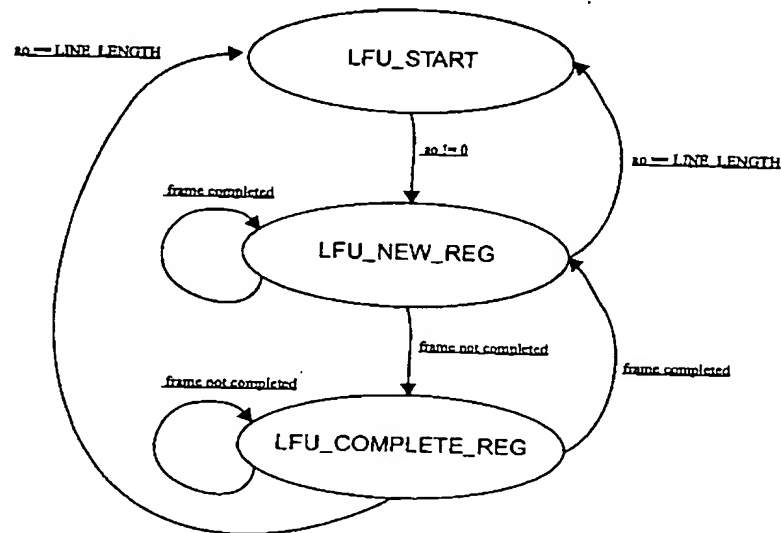 LFU_START
ao == LINE_LENGTH
ao != 0
ao == LINE_LENGTH
frame completed
LFU_NEW_REG
frame not completed
frame completed
frame not completed
LFU_COMPLETE_REG